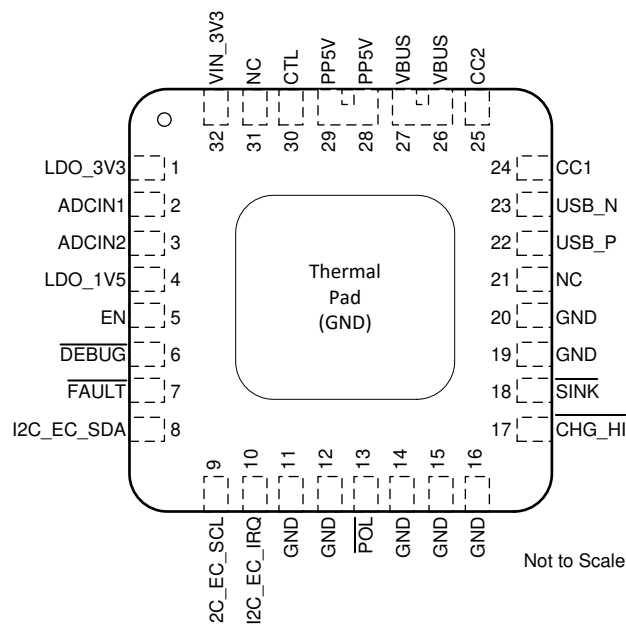 VIN_3V3
NC
CTL
PP5V
PP5V
VBUS
VBUS
CC2
32
31
30
29
28
27
26
25
LDO_3V3 1
ADCIN1 2
ADCIN2 3
LDO_1V5 4
EN 5
DEBUG 6
FAULT 7
I2C_EC_SDA 8
Thermal
Pad
(GND)
24 CC1
23 USB_N
22 USB_P
21 NC
20 GND
19 GND
18 SINK
17 CHG_HI
9
10
11
12
13
14
15
16
2C_EC_SCL
I2C_EC_IRQ
GND
GND
POL
GND
GND
GND
Not to Scale